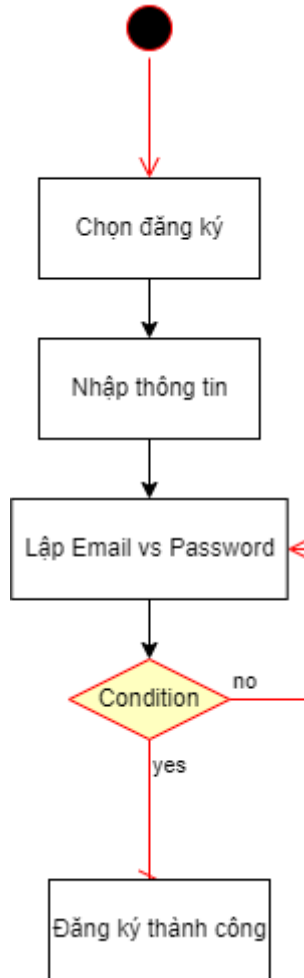 Chọn đăng ký
Nhập thông tin
Lập Email vs Password
Condition
no
yes
Đăng ký thành công